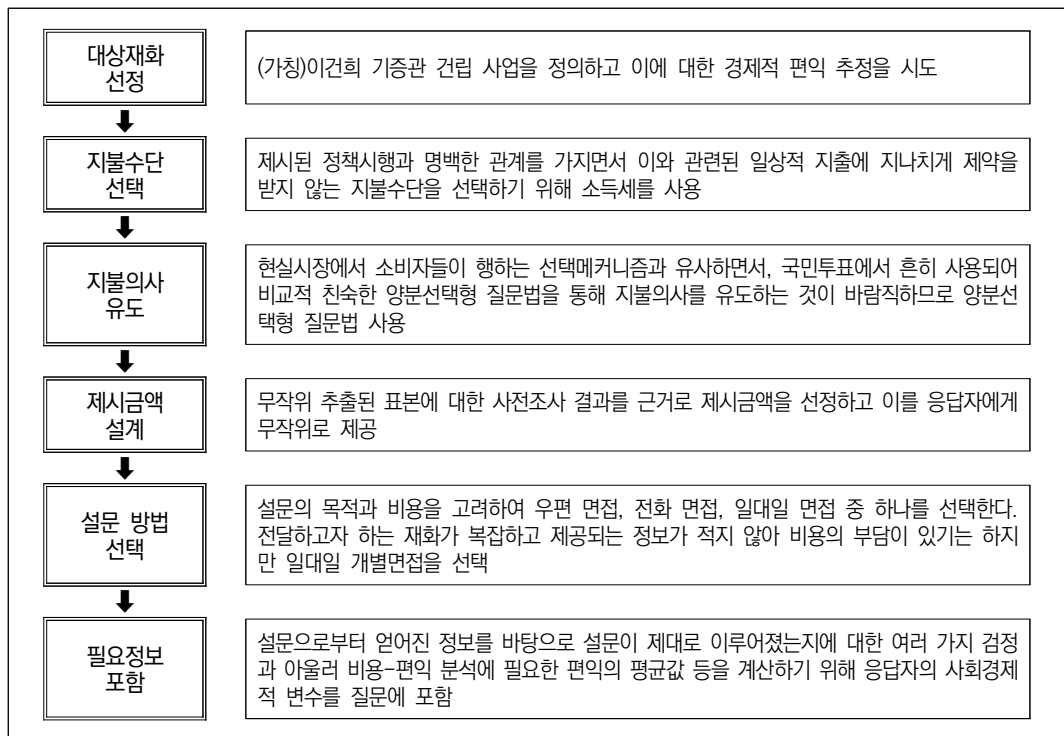 대상재화
선정
(가칭)이건희 기증관 건립 사업을 정의하고 이에 대한 경제적 편익 추정을 시도
지불수단
선택
제시된 정책시행과 명백한 관계를 가지면서 이와 관련된 일상적 지출에 지나치게 제약을
받지 않는 지불수단을 선택하기 위해 소득세를 사용
지불의사
유도
현실시장에서 소비자들이 행하는 선택메커니즘과 유사하면서, 국민투표에서 흔히 사용되어
비교적 친숙한 양분선택형 질문법을 통해 지불의사를 유도하는 것이 바람직하므로 양분선
택형 질문법 사용
제시금액
설계
무작위 추출된 표본에 대한 사전조사 결과를 근거로 제시금액을 선정하고 이를 응답자에게
무작위로 제공
설문 방법
선택
설문의 목적과 비용을 고려하여 우편 면접, 전화 면접, 일대일 면접 중 하나를 선택한다.
전달하고자 하는 재화가 복잡하고 제공되는 정보가 적지 않아 비용의 부담이 있기는 하지
만 일대일 개별면접을 선택
필요정보
포함
설문으로부터 얻어진 정보를 바탕으로 설문이 제대로 이루어졌는지에 대한 여러 가지 검정
과 아울러 비용-편익 분석에 필요한 편익의 평균값 등을 계산하기 위해 응답자의 사회경제
적 변수를 질문에 포함